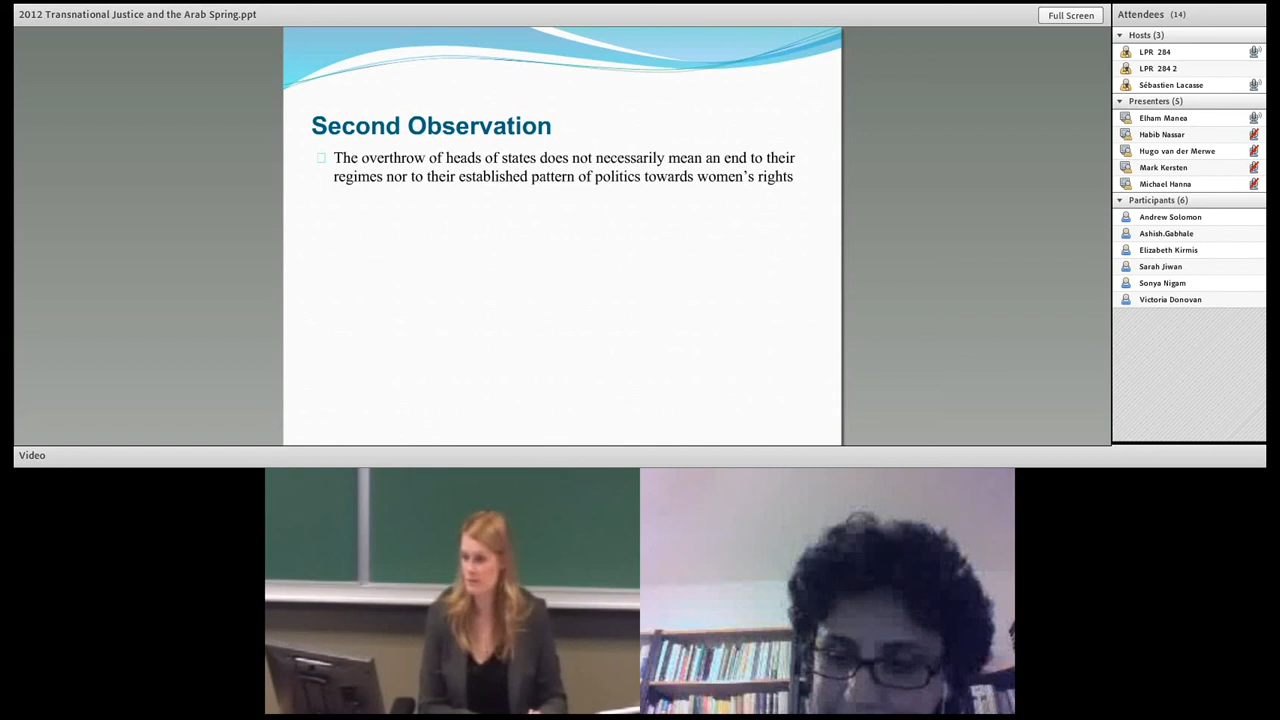 2012 Transnational Justice and the Arab Spring.ppt
Full Screen
Second Observation
The overthrow of heads of states does not necessarily mean an end to their
regimes nor to their established pattern of politics towards women's rights
Attendees (14)
Hosts (3)
LPR 284
LPR 284 2
Sébastien Lacasse
Presenters (5)
Elham Manea
Habib Nassar
Hugo van der Merwe
Mark Kersten
Michael Hanna
Participants (6)
Andrew Solomon
Ashish.Gabhale
Elizabeth Kirmis
Sarah Jiwan
Sonya Nigam
Victoria Donovan
Video